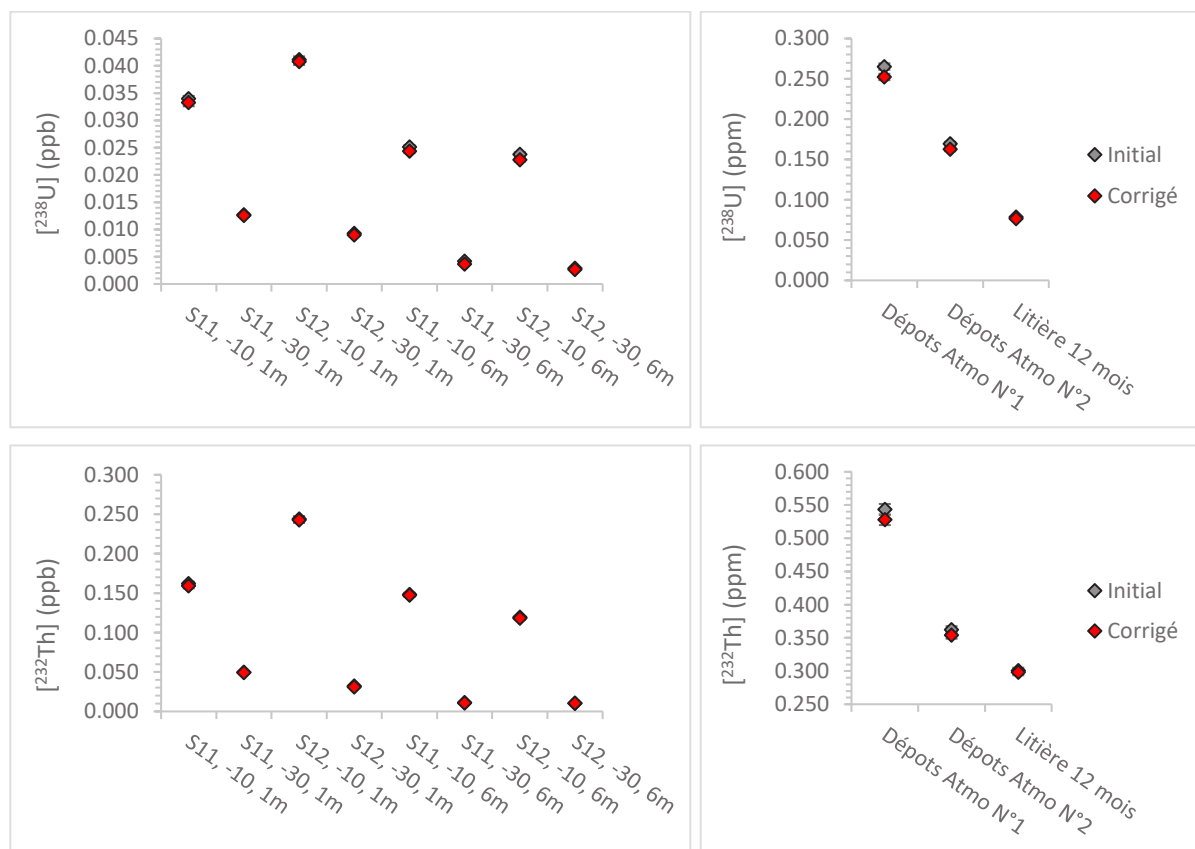 0.045
0.040
0.035
0.030
0.025
0.020
0.015
0.010
0.005
0.000
[²³⁸U] (ppb)
S11, -10, 1m
S11, -30, 1m
S12, -10, 1m
S12, -30, 1m
S11, -10, 6m
S11, -30, 6m
S12, -10, 6m
S12, -30, 6m
0.300
0.250
0.200
0.150
0.100
0.050
0.000
[²³⁸U] (ppm)
Dépots Atmo N°1
Dépots Atmo N°2
Litière 12 mois
Initial
Corrigé
0.300
0.250
0.200
0.150
0.100
0.050
0.000
[²³²Th] (ppb)
S11, -10, 1m
S11, -30, 1m
S12, -10, 1m
S12, -30, 1m
S11, -10, 6m
S11, -30, 6m
S12, -10, 6m
S12, -30, 6m
0.600
0.550
0.500
0.450
0.400
0.350
0.300
0.250
[²³²Th] (ppm)
Dépots Atmo N°1
Dépots Atmo N°2
Litière 12 mois
Initial
Corrigé